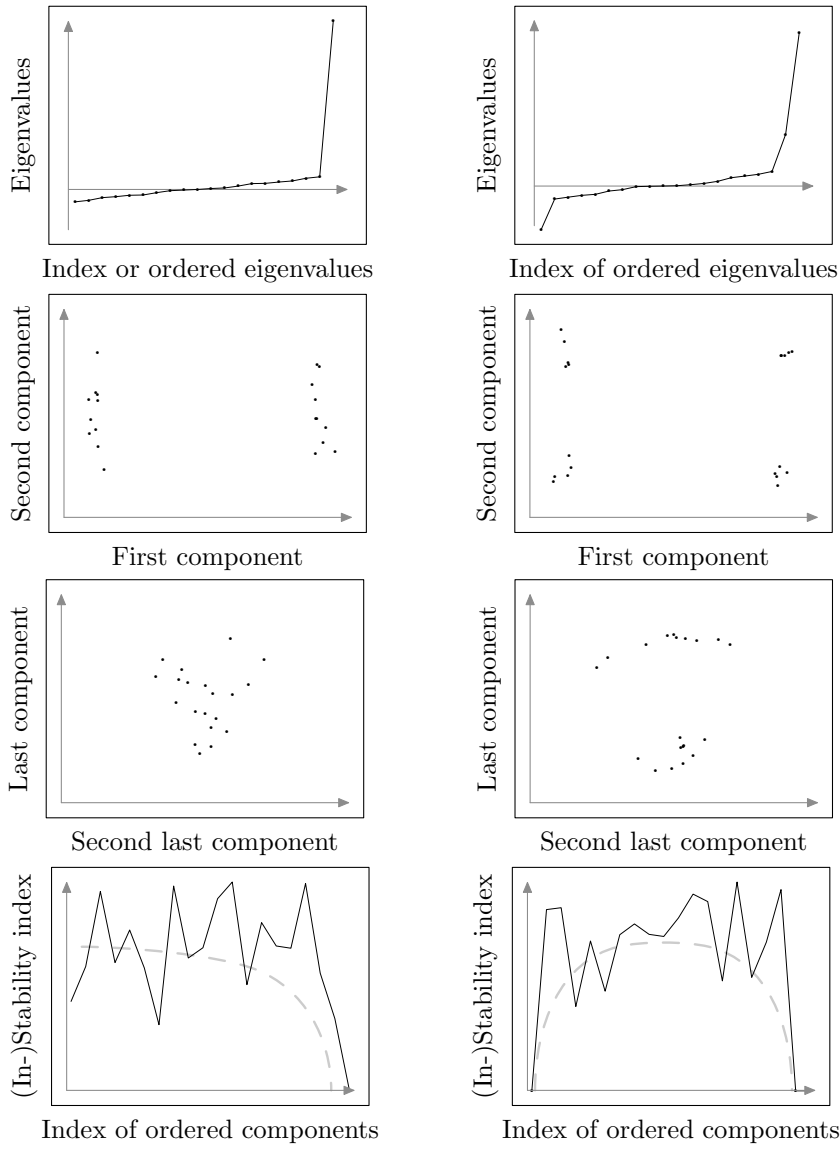 Eigenvalues
Index or ordered eigenvalues
Eigenvalues
Index of ordered eigenvalues
Second component
First component
Second component
First component
Last component
Second last component
Last component
Second last component
(In-)Stability index
Index of ordered components
(In-)Stability index
Index of ordered components